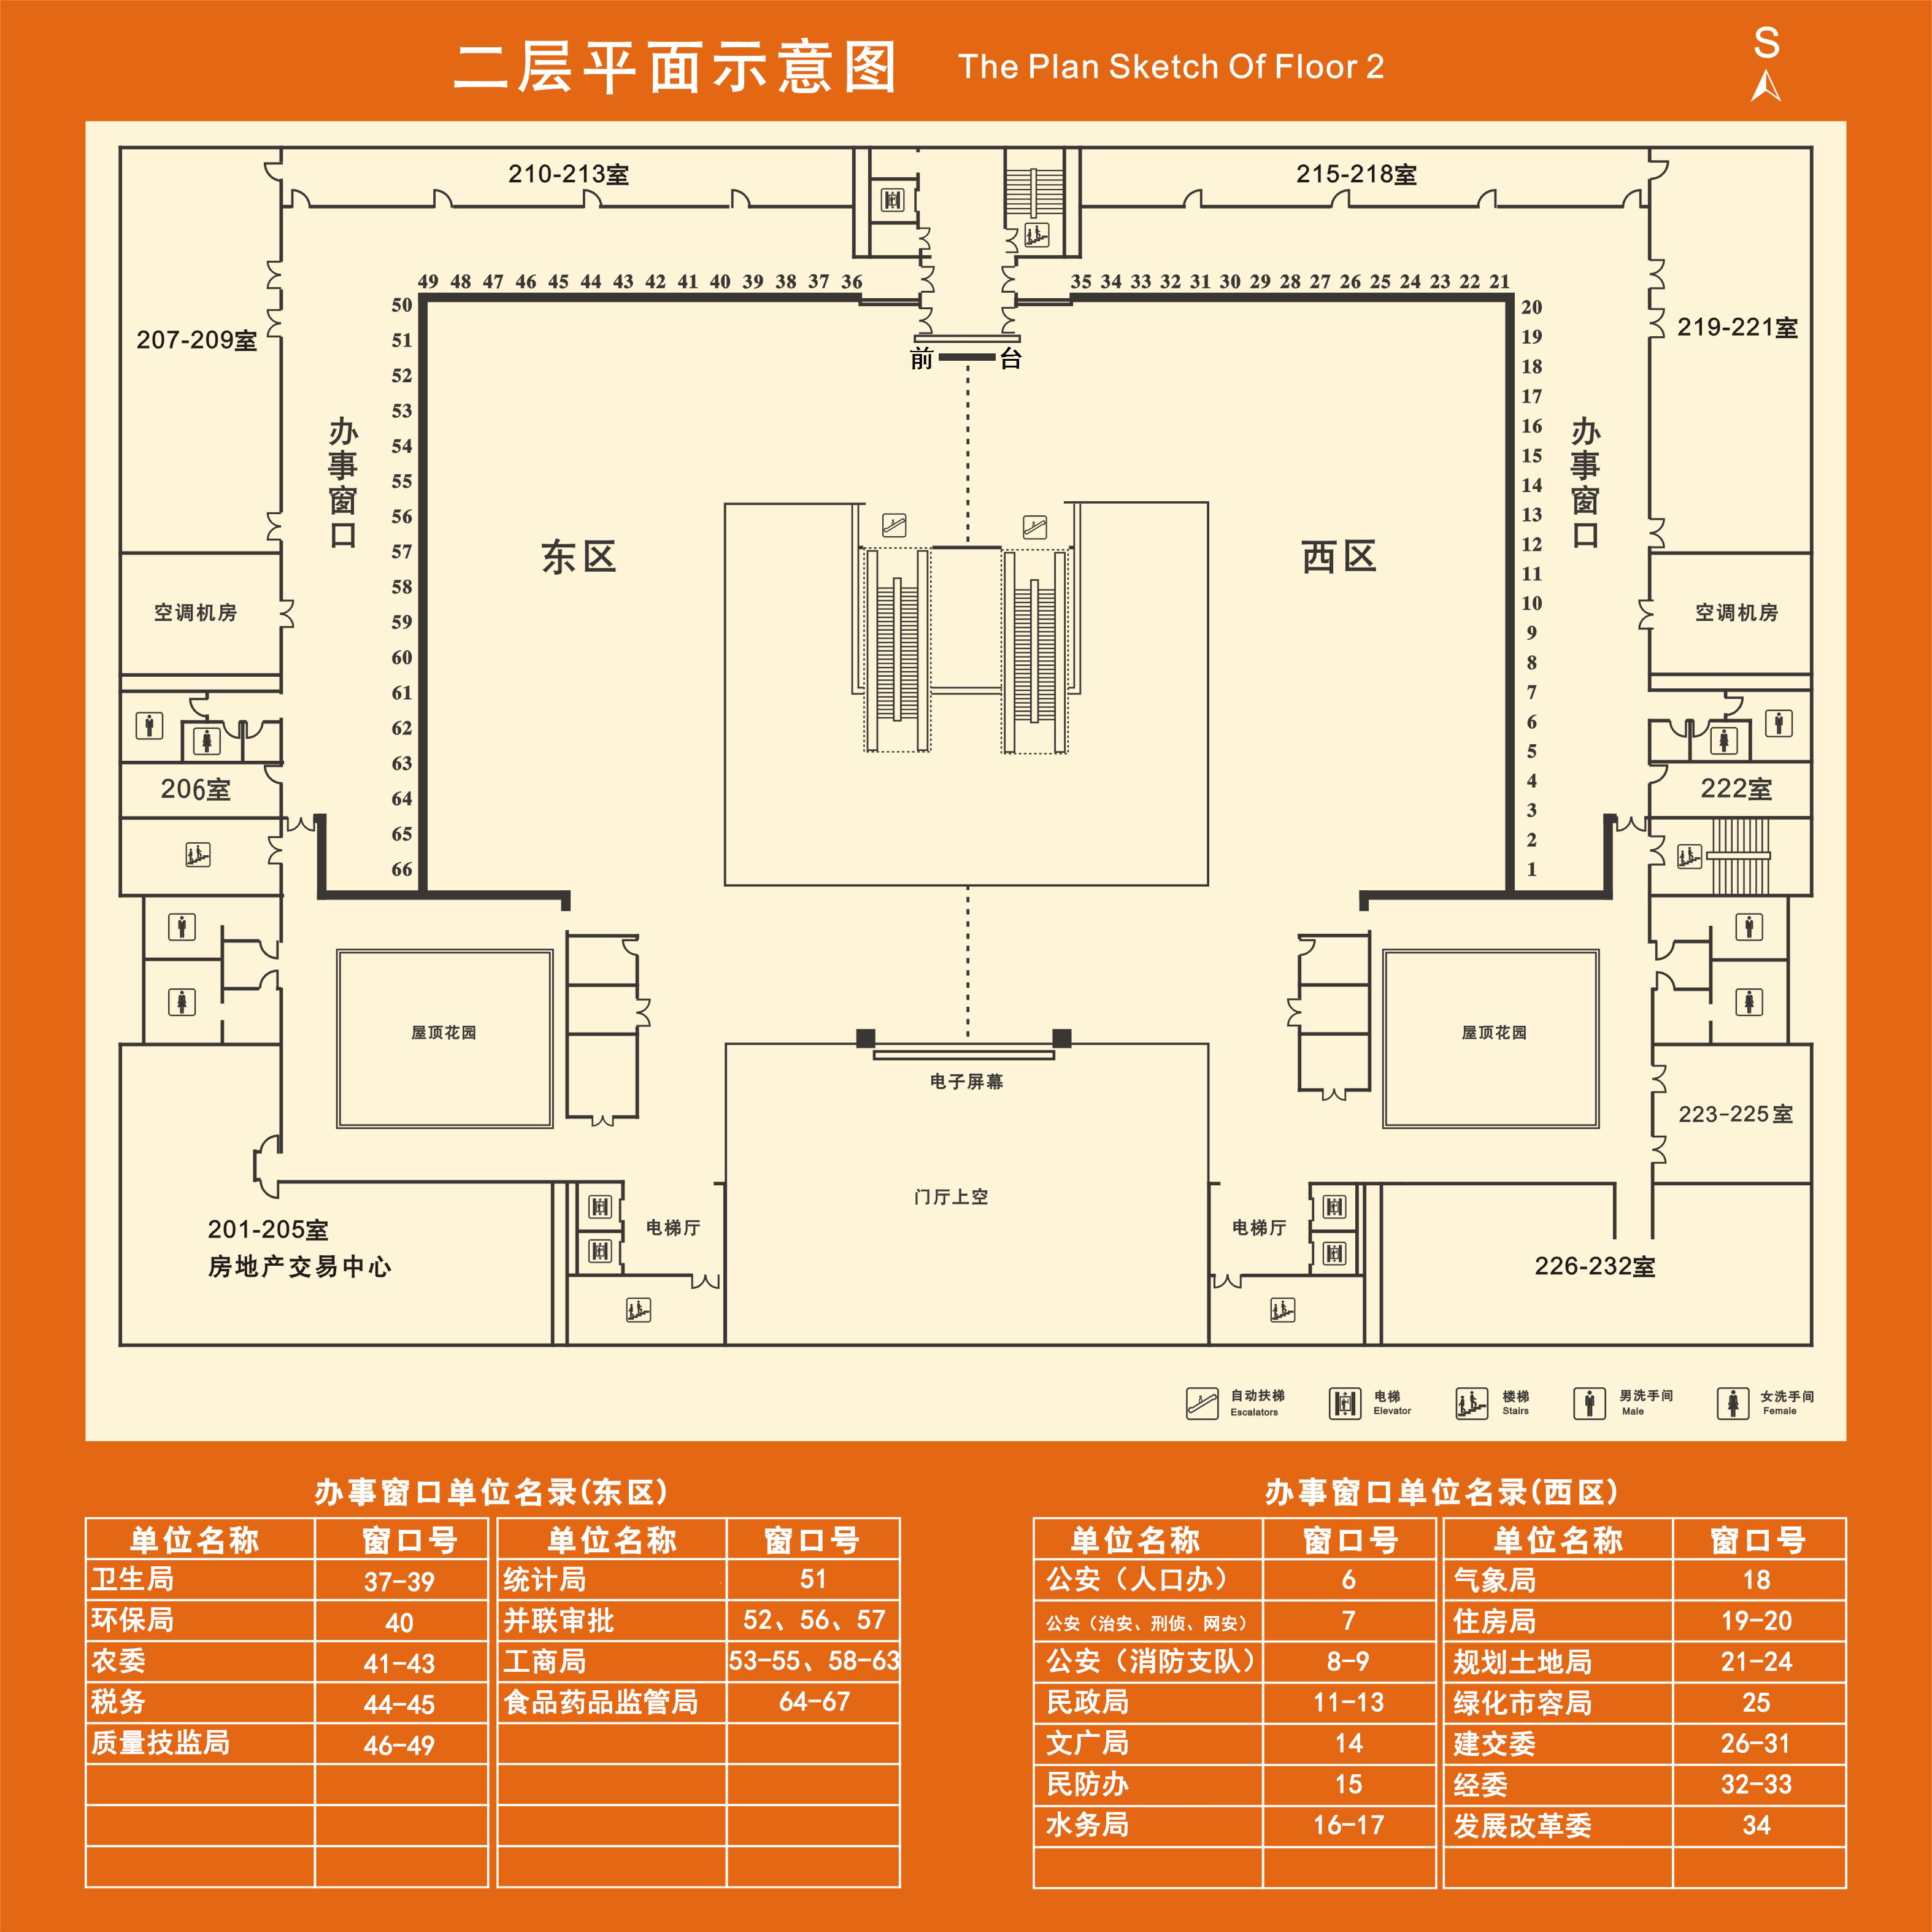 二层平面示意图 The Plan Sketch Of Floor 2
S
210-213室
215-218室
49 48 47 46 45 44 43 42 41 40 39 38 37 36
35 34 33 32 31 30 29 28 27 26 25 24 23 22 21
50
51
52
53
54
55
56
57
58
59
60
61
62
63
64
65
66
20
19
18
17
16
15
14
13
12
11
10
9
8
7
6
5
4
3
2
1
前台
207-209室
219-221室
办事窗口
办事窗口
东区
西区
空调机房
空调机房
206室
222室
屋顶花园
屋顶花园
电子屏幕
223-225室
门厅上空
201-205室
房地产交易中心
电梯厅
电梯厅
226-232室
自动扶梯
Escalators
电梯
Elevator
楼梯
Stairs
男洗手间
Male
女洗手间
Female
办事窗口单位名录(东区)
单位名称 窗口号 单位名称 窗口号
卫生局 37-39 统计局 51
环保局 40 并联审批 52、56、57
农委 41-43 工商局 53-55、58-63
税务 44-45 食品药品监管局 64-67
质量技监局 46-49
办事窗口单位名录(西区)
单位名称 窗口号 单位名称 窗口号
公安（人口办） 6 气象局 18
公安（治安、刑侦、网安） 7 住房局 19-20
公安（消防支队） 8-9 规划土地局 21-24
民政局 11-13 绿化市容局 25
文广局 14 建交委 26-31
民防办 15 经委 32-33
水务局 16-17 发展改革委 34